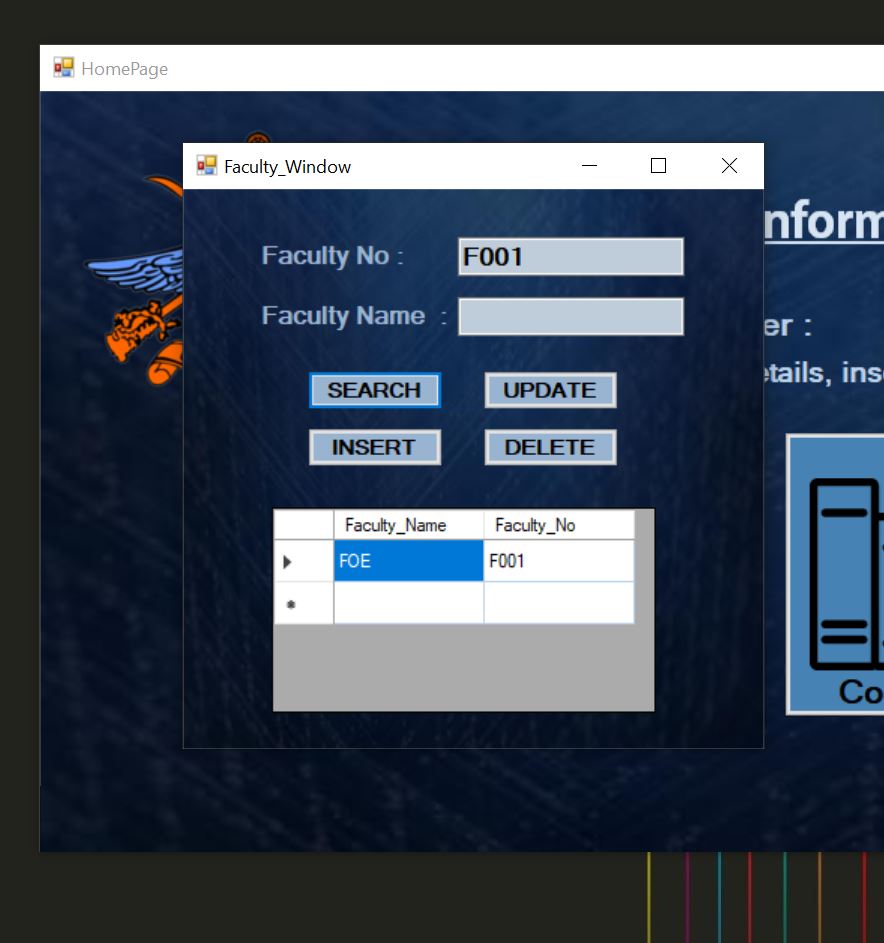 HomePage
Faculty_Window
nform
Faculty No :
F001
Faculty Name :
er :
etails, inse
SEARCH
UPDATE
INSERT
DELETE
Faculty_Name
Faculty_No
FOE
F001
Co